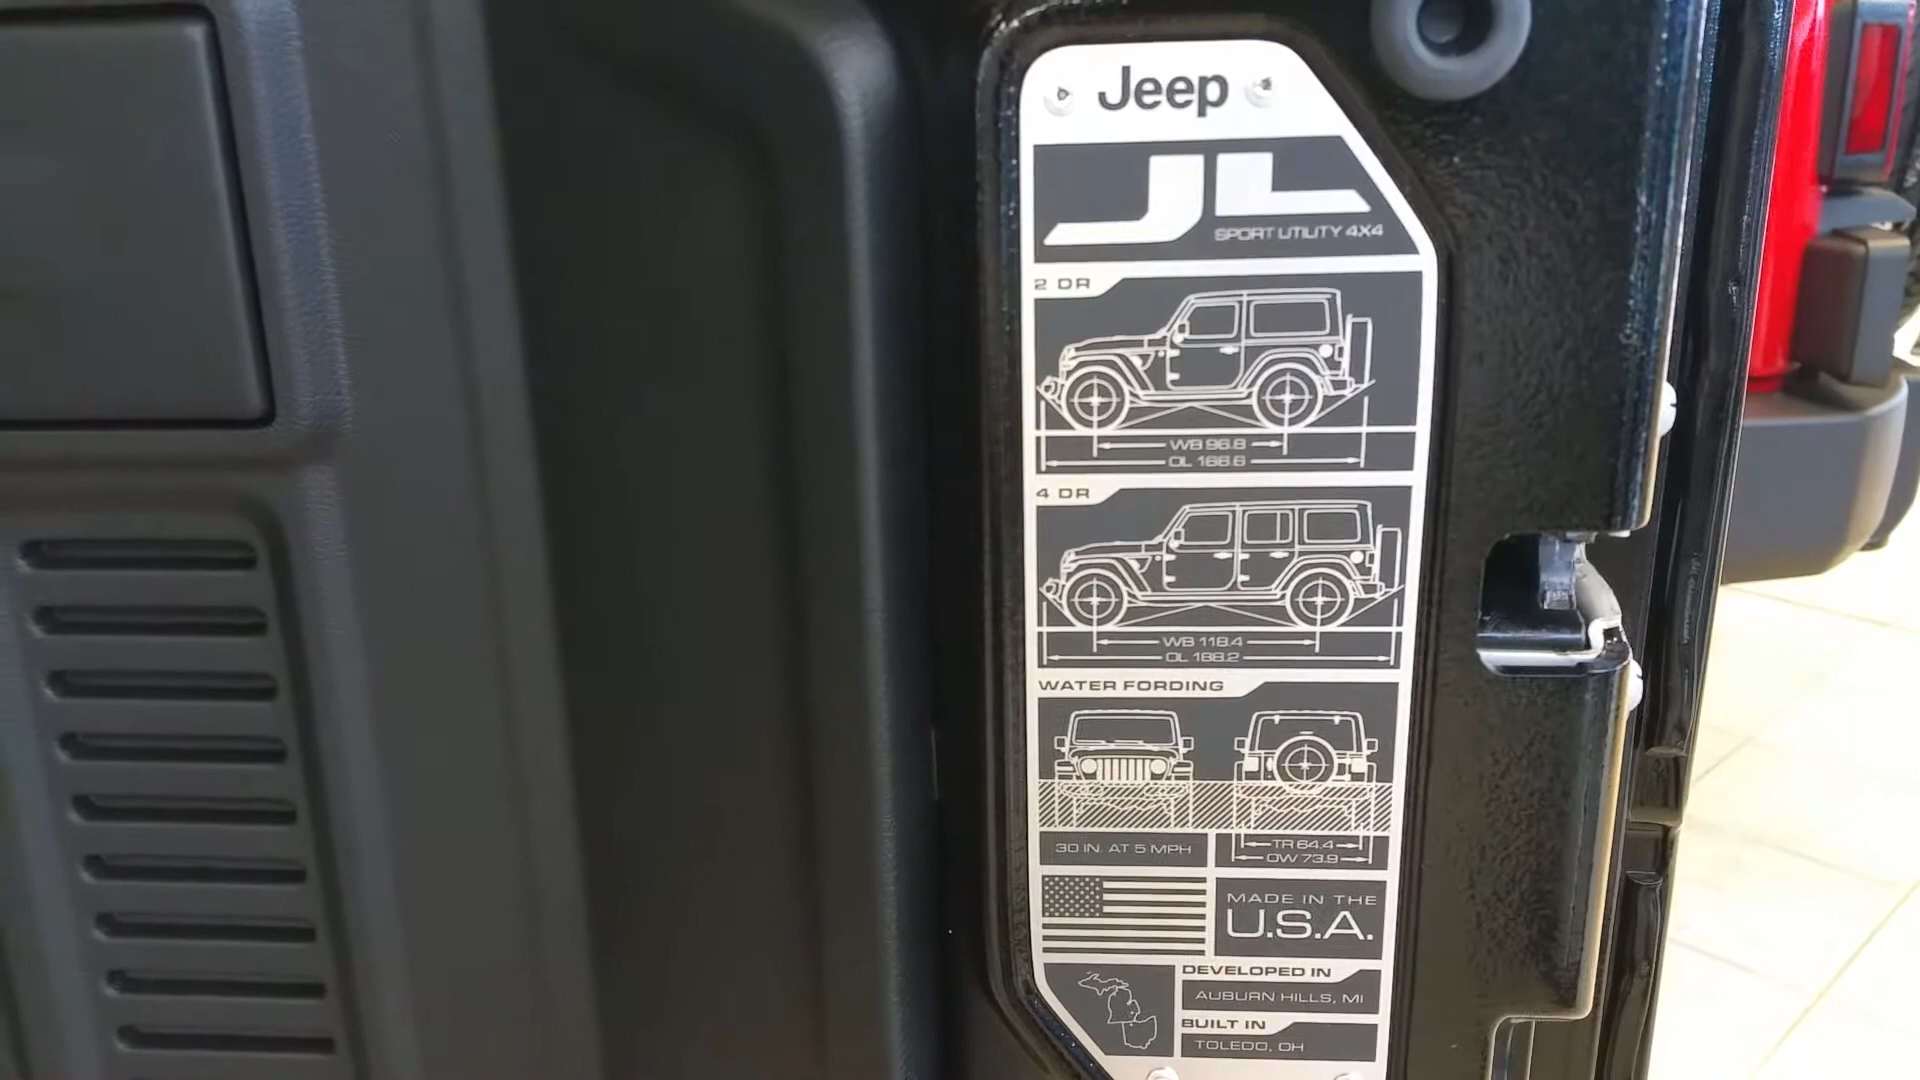 Jeep
JL
SPORT UTILITY 4X4
2 DR
WB 96.8
OL 166.6
4 DR
WB 118.4
OL 188.2
WATER FORDING
30 IN. AT 5 MPH
TR 64.4
OW 73.9
MADE IN THE
U.S.A.
DEVELOPED IN
AUBURN HILLS, MI
BUILT IN
TOLEDO, OH